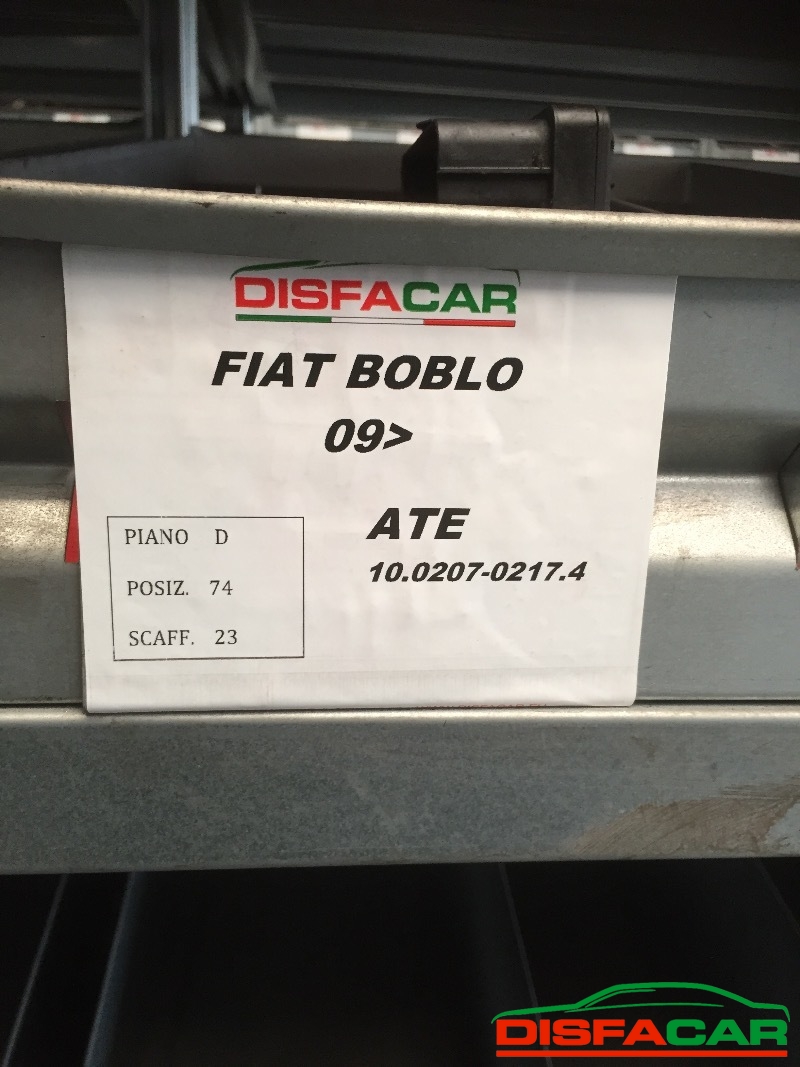 DISFACAR
FIAT BOBLO
09>
ATE
10.0207-0217.4
PIANO D
POSIZ. 74
SCAFF. 23
DISFACAR